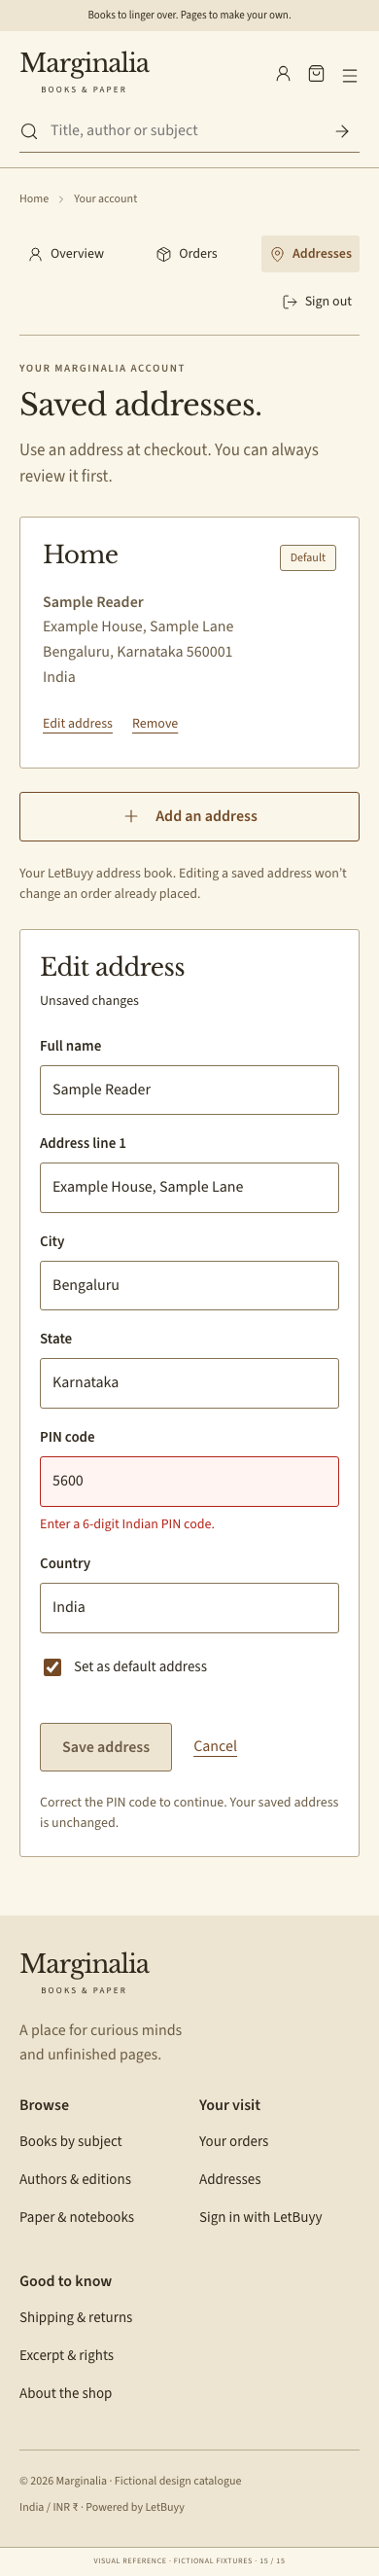 Books to linger over. Pages to make your own.
Marginalia
BOOKS & PAPER
Title, author or subject
Home > Your account
Overview Orders Addresses
Sign out
YOUR MARGINALIA ACCOUNT
Saved addresses.
Use an address at checkout. You can always
review it first.
Home Default
Sample Reader
Example House, Sample Lane
Bengaluru, Karnataka 560001
India
Edit address Remove
Add an address
Your LetBuyy address book. Editing a saved address won’t
change an order already placed.
Edit address
Unsaved changes
Full name
Sample Reader
Address line 1
Example House, Sample Lane
City
Bengaluru
State
Karnataka
PIN code
5600
Enter a 6-digit Indian PIN code.
Country
India
Set as default address
Save address Cancel
Correct the PIN code to continue. Your saved address
is unchanged.
Marginalia
BOOKS & PAPER
A place for curious minds
and unfinished pages.
Browse
Books by subject
Authors & editions
Paper & notebooks
Your visit
Your orders
Addresses
Sign in with LetBuyy
Good to know
Shipping & returns
Excerpt & rights
About the shop
© 2026 Marginalia · Fictional design catalogue
India / INR ₹ · Powered by LetBuyy
VISUAL REFERENCE · FICTIONAL FIXTURES · 15 / 15